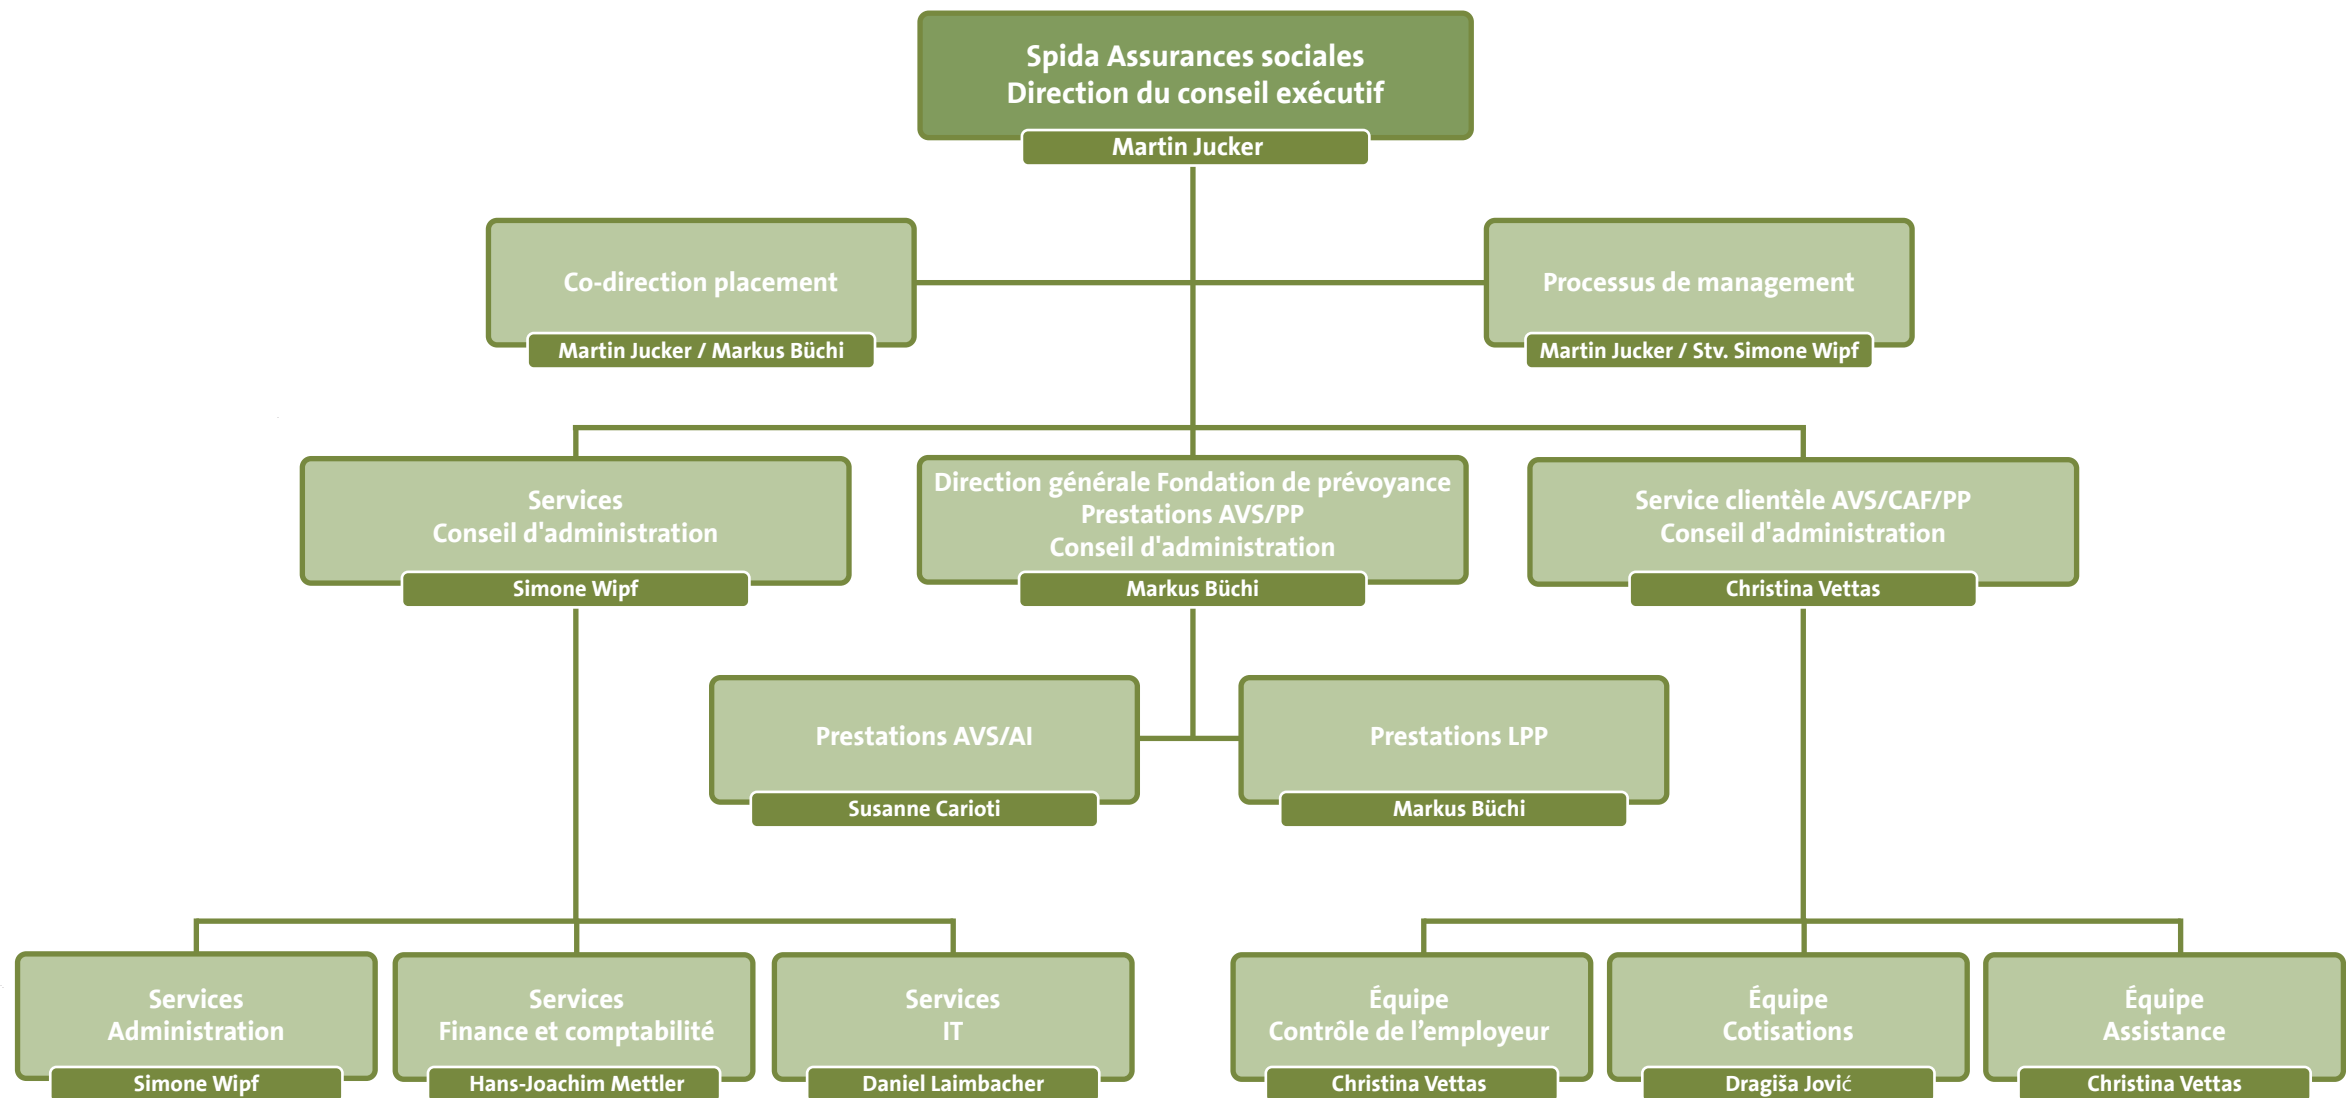 Spida Assurances sociales
Direction du conseil exécutif
Martin Jucker
Co-direction placement
Martin Jucker / Markus Büchi
Processus de management
Martin Jucker / Stv. Simone Wipf
Services
Conseil d'administration
Simone Wipf
Direction générale Fondation de prévoyance
Prestations AVS/PP
Conseil d'administration
Markus Büchi
Service clientèle AVS/CAF/PP
Conseil d'administration
Christina Vettas
Prestations AVS/AI
Susanne Carioti
Prestations LPP
Markus Büchi
Services
Administration
Simone Wipf
Services
Finance et comptabilité
Hans-Joachim Mettler
Services
IT
Daniel Laimbacher
Équipe
Contrôle de l’employeur
Christina Vettas
Équipe
Cotisations
Dragiša Jović
Équipe
Assistance
Christina Vettas